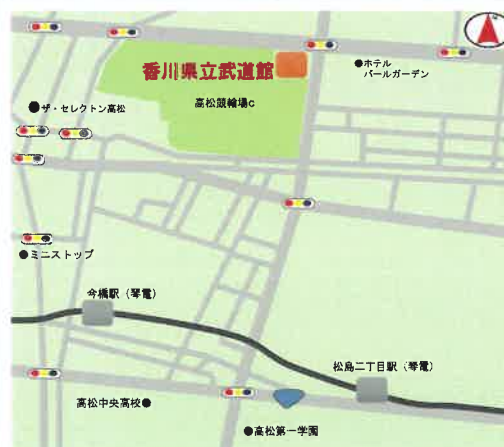 香川県立武道館
●ホテル
パールガーデン
高松競輪場C
●ザ・セレクトン高松
●ミニストップ
今橋駅（琴電）
松島二丁目駅（琴電）
高松中央高校●
●高松第一学園